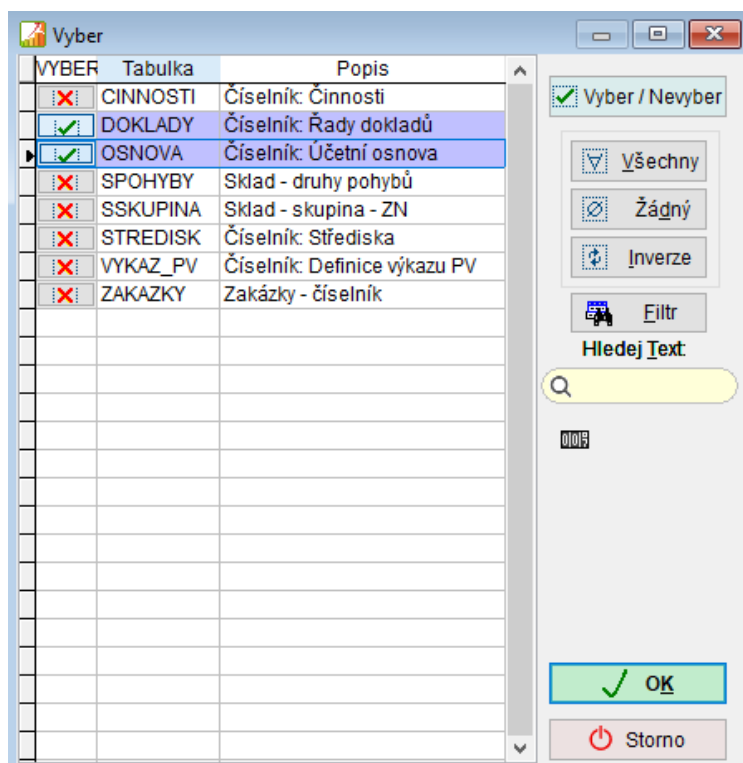 Vyber
VYBER Tabulka Popis
CINNOSTI Číselník: Činnosti
DOKLADY Číselník: Řady dokladů
OSNOVA Číselník: Účetní osnova
SPOHYBY Sklad - druhy pohybů
SSKUPINA Sklad - skupina - ZN
STREDISK Číselník: Střediska
VYKAZ_PV Číselník: Definice výkazu PV
ZAKAZKY Zakázky - číselník
Vyber / Nevyber
Všechny
Žádný
Inverze
Filtr
Hledej Text:
OK
Storno